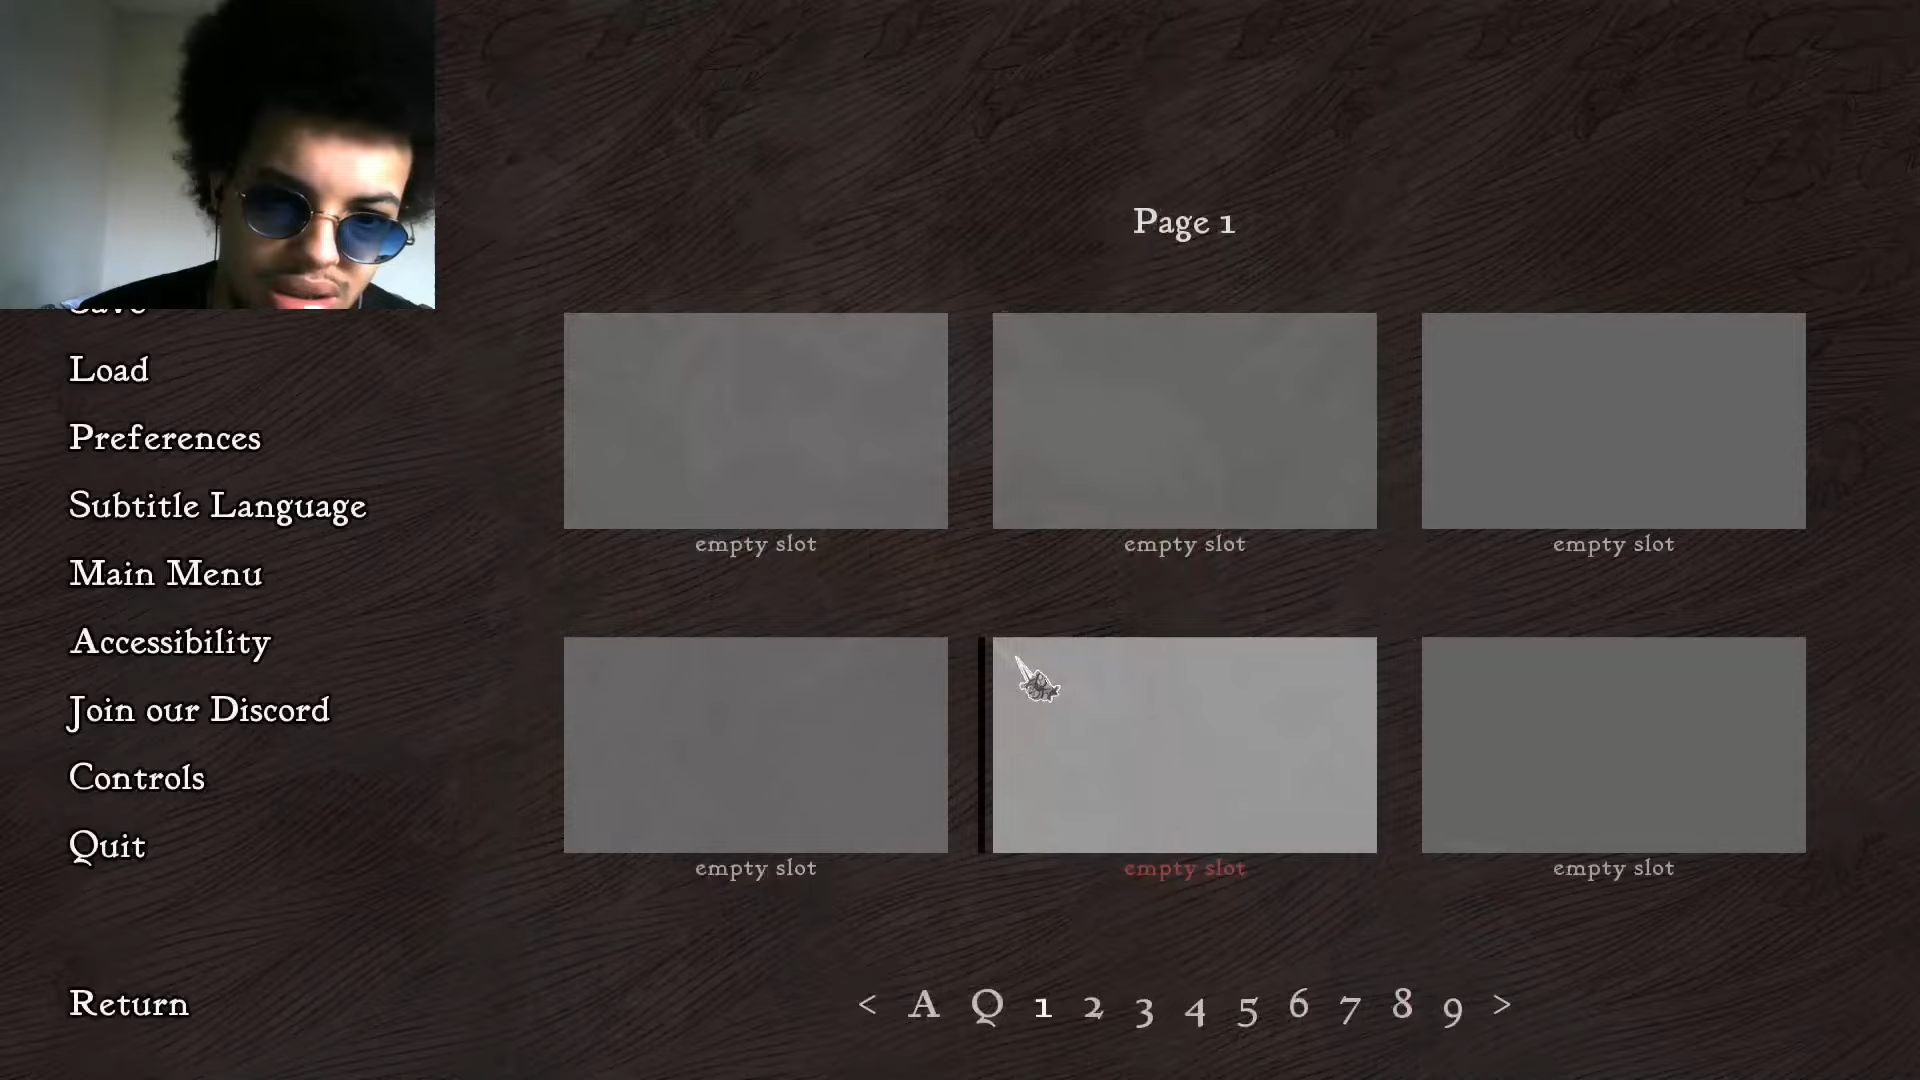 Page 1
Save
Load
Preferences
Subtitle Language
Main Menu
Accessibility
Join our Discord
Controls
Quit
Return
empty slot empty slot empty slot
empty slot empty slot empty slot
< A Q 1 2 3 4 5 6 7 8 9 >